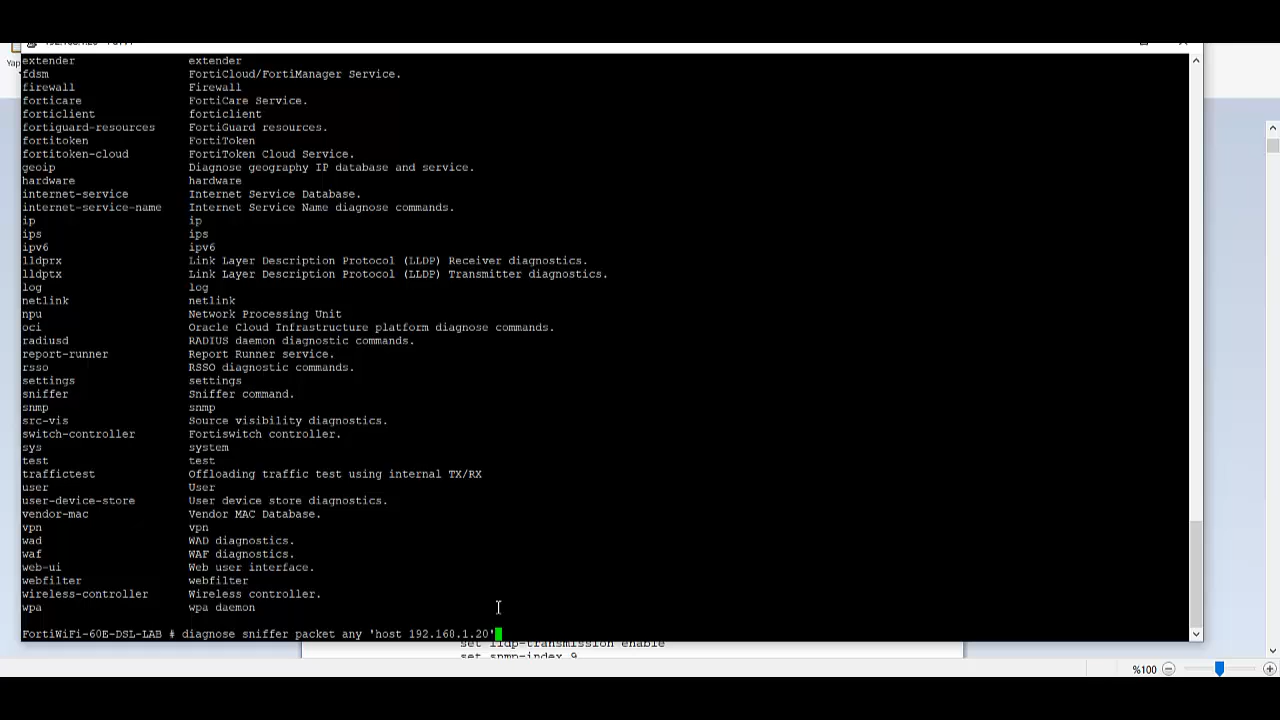 Yap
extender extender
fdsm FortiCloud/FortiManager Service.
firewall Firewall
forticare FortiCare Service.
forticlient forticlient
fortiguard-resources FortiGuard resources.
fortitoken FortiToken
fortitoken-cloud FortiToken Cloud Service.
geoip Diagnose geography IP database and service.
hardware hardware
internet-service Internet Service Database.
internet-service-name Internet Service Name diagnose commands.
ip ip
ips ips
ipv6 ipv6
lldprx Link Layer Description Protocol (LLDP) Receiver diagnostics.
lldptx Link Layer Description Protocol (LLDP) Transmitter diagnostics.
log log
netlink netlink
npu Network Processing Unit
oci Oracle Cloud Infrastructure platform diagnose commands.
radiusd RADIUS daemon diagnostic commands.
report-runner Report Runner service.
rsso RSSO diagnostic commands.
settings settings
sniffer Sniffer command.
snmp snmp
src-vis Source visibility diagnostics.
switch-controller Fortiswitch controller.
sys system
test test
traffictest Offloading traffic test using internal TX/RX
user User
user-device-store User device store diagnostics.
vendor-mac Vendor MAC Database.
vpn vpn
wad WAD diagnostics.
waf WAF diagnostics.
web-ui Web user interface.
webfilter webfilter
wireless-controller Wireless controller.
wpa wpa daemon
FortiWiFi-60E-DSL-LAB # diagnose sniffer packet any 'host 192.160.1.20'
set lldp-transmission enable
set snmp-index 9
%100